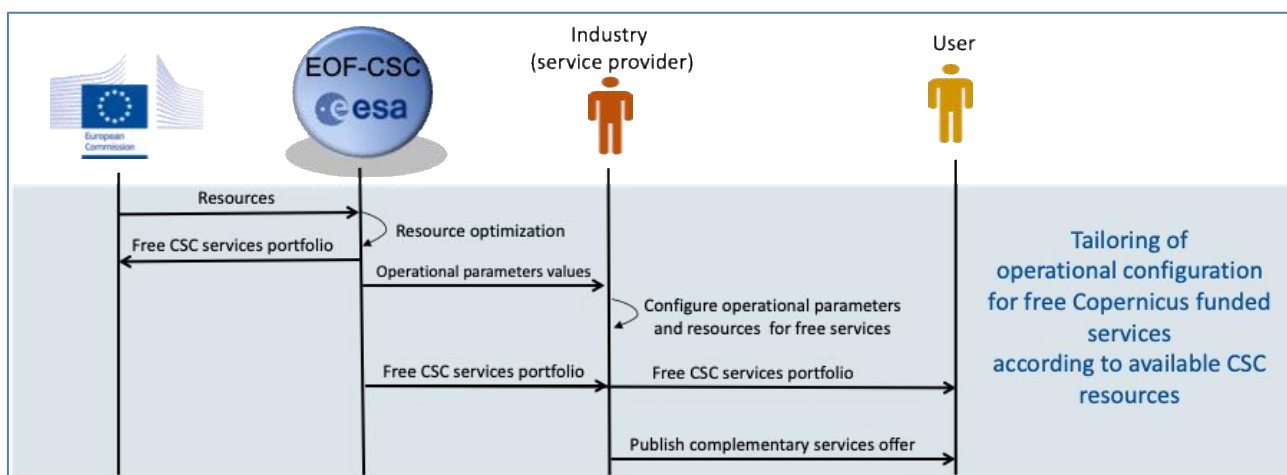 Industry
(service provider)
User
EOF-CSC
esa
European
Commission
Resources
Resource optimization
Free CSC services portfolio
Operational parameters values
Configure operational parameters
and resources for free services
Free CSC services portfolio
Free CSC services portfolio
Publish complementary services offer
Tailoring of
operational configuration
for free Copernicus funded
services
according to available CSC
resources